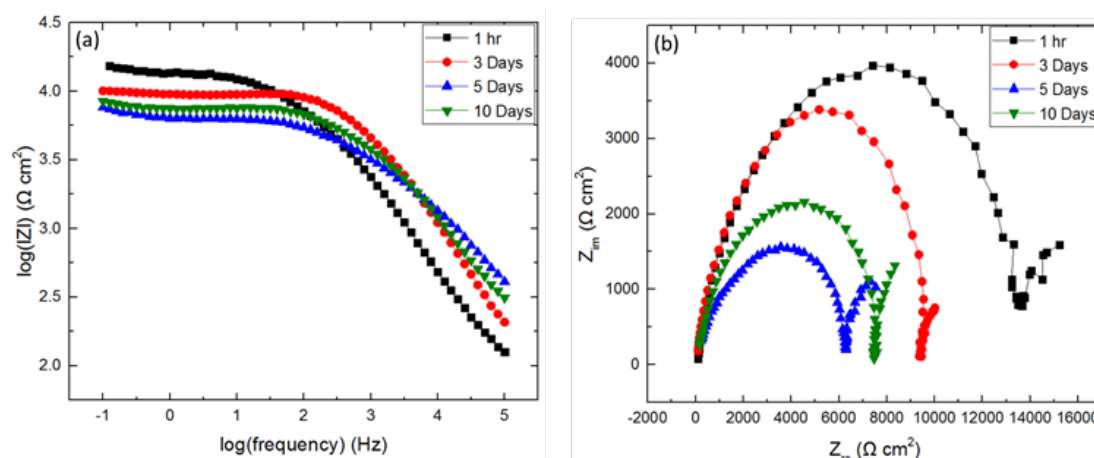 (a)
1 hr
3 Days
5 Days
10 Days
4.5
4.0
3.5
3.0
2.5
2.0
log(|Z|) (Ω cm²)
-1
0
1
2
3
4
5
log(frequency) (Hz)
(b)
1 hr
3 Days
5 Days
10 Days
4000
3000
2000
1000
0
Z_im (Ω cm²)
-2000
0
2000
4000
6000
8000
10000
12000
14000
16000
(Ω cm²)